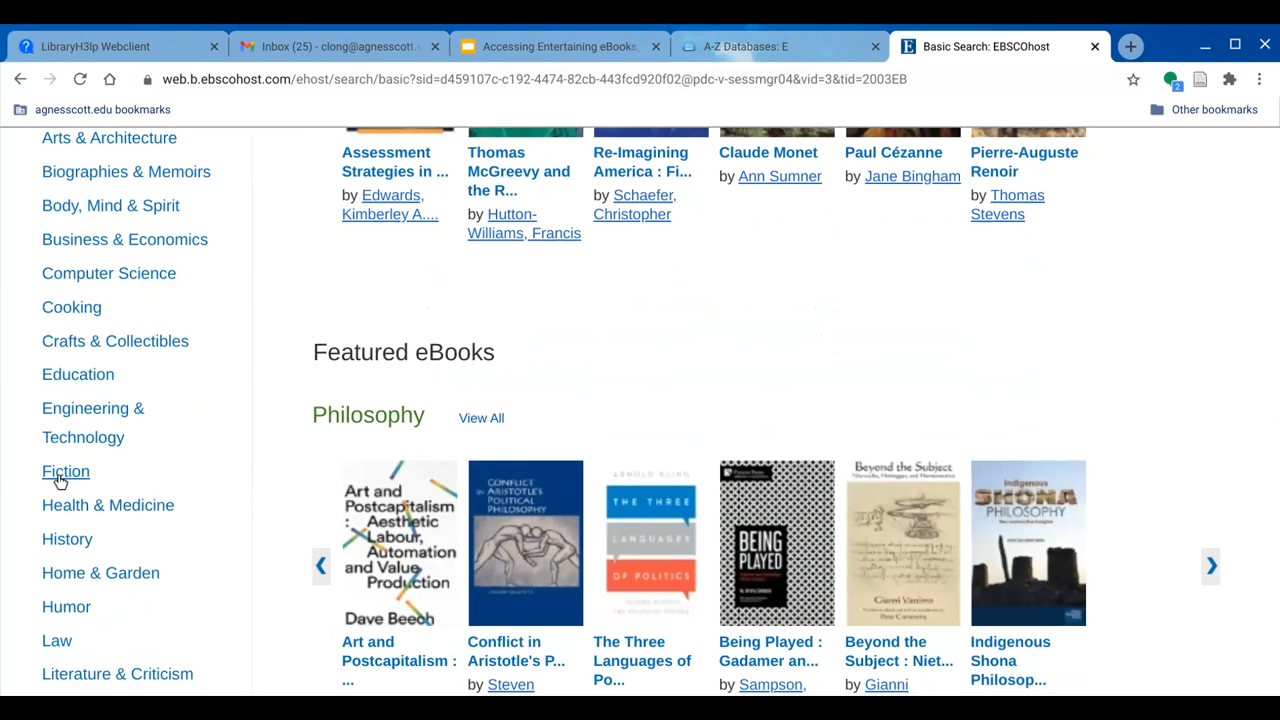 LibraryH3lp Webclient
Inbox (25) - clong@agnesscott.e
Accessing Entertaining eBooks,
A-Z Databases: E
Basic Search: EBSCOhost
web.b.ebscohost.com/ehost/search/basic?sid=d459107c-c192-4474-82cb-443fcd920f02@pdc-v-sessmgr04&vid=3&tid=2003EB
2
agnesscott.edu bookmarks
Other bookmarks
Arts & Architecture
Biographies & Memoirs
Body, Mind & Spirit
Business & Economics
Computer Science
Cooking
Crafts & Collectibles
Education
Engineering &
Technology
Fiction
Health & Medicine
History
Home & Garden
Humor
Law
Literature & Criticism
Assessment
Strategies in ...
by Edwards,
Kimberley A....
Thomas
McGreevy and
the R...
by Hutton-
Williams, Francis
Re-Imagining
America : Fi...
by Schaefer,
Christopher
Claude Monet
by Ann Sumner
Paul Cézanne
by Jane Bingham
Pierre-Auguste
Renoir
by Thomas
Stevens
Featured eBooks
Philosophy
View All
Art and
Postcapitalism
: Aesthetic
Labour,
Automation
and Value
Production
Dave Beech
CONFLICT IN
ARISTOTLE'S
POLITICAL
PHILOSOPHY
ARNOLD KLING
THE THREE
LANGUAGES
OF POLITICS
BEING
PLAYED
Beyond the
Subject
Gianni
Vattimo
Indigenous
SHONA
PHILOSOPHY
Art and
Postcapitalism :
...
Conflict in
Aristotle's P...
by Steven
The Three
Languages of
Po...
Being Played :
Gadamer an...
by Sampson,
Beyond the
Subject : Niet...
by Gianni
Indigenous
Shona
Philosop...